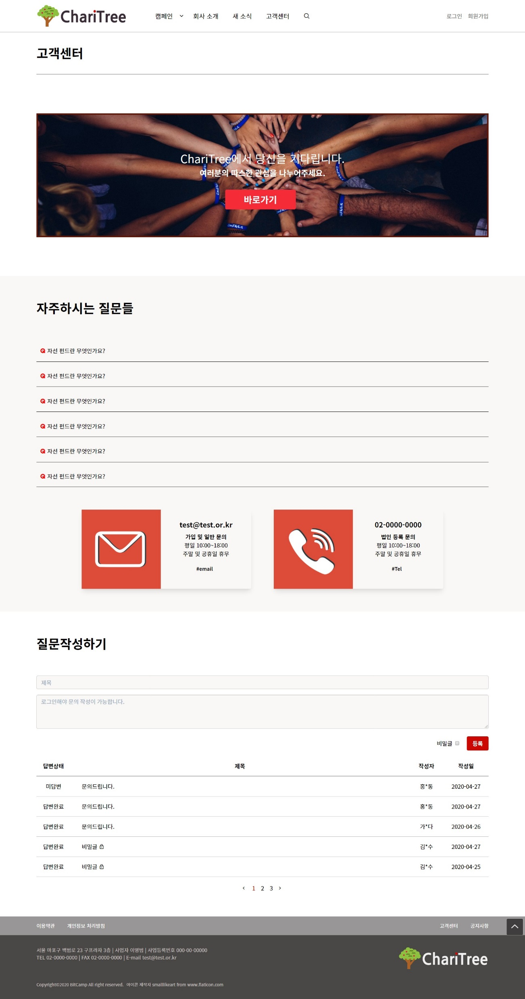 ChariTree
캠페인 회사 소개 새 소식 고객센터
로그인 회원가입
고객센터
ChariTree에서 당신을 기다립니다.
여러분의 따스한 관심을 나누어주세요.
바로가기
EMFASIS
EMFASIS
EMFASIS
EMFASIS
자주하시는 질문들
Q 자선 펀드란 무엇인가요?
Q 자선 펀드란 무엇인가요?
Q 자선 펀드란 무엇인가요?
Q 자선 펀드란 무엇인가요?
Q 자선 펀드란 무엇인가요?
Q 자선 펀드란 무엇인가요?
test@test.or.kr
가입 및 일반 문의
평일 10:00~18:00
주말 및 공휴일 휴무
#email
02-0000-0000
법인 등록 문의
평일 10:00~18:00
주말 및 공휴일 휴무
#Tel
질문작성하기
제목
로그인해야 문의 작성이 가능합니다.
비밀글
등록
답변상태 제목 작성자 작성일
미답변 문의드립니다. 홍*동 2020-04-27
답변완료 문의드립니다. 홍*동 2020-04-27
답변완료 문의드립니다. 가*다 2020-04-26
답변완료 비밀글 김*수 2020-04-27
답변완료 비밀글 김*수 2020-04-25
1 2 3
이용약관 개인정보 처리방침 고객센터 공지사항
서울 마포구 백범로 23 구프라자 3층 | 사업자 이영범 | 사업등록번호 000-00-00000
TEL 02-0000-0000 | FAX 02-0000-0000 | E-mail test@test.or.kr
ChariTree
Copyright©2020 BitCamp All right reserved. 아이콘 제작자 smalllikeart from www.flaticon.com